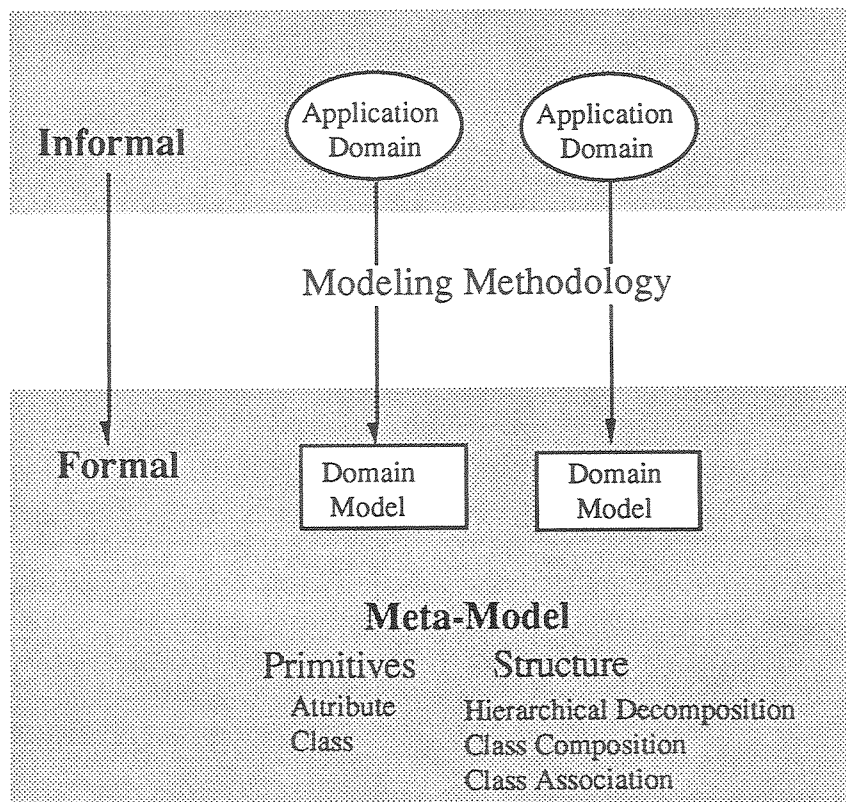 Informal
Application
Domain
Application
Domain
Modeling Methodology
Formal
Domain
Model
Domain
Model
Meta-Model
Primitives
Attribute
Class
Structure
Hierarchical Decomposition
Class Composition
Class Association